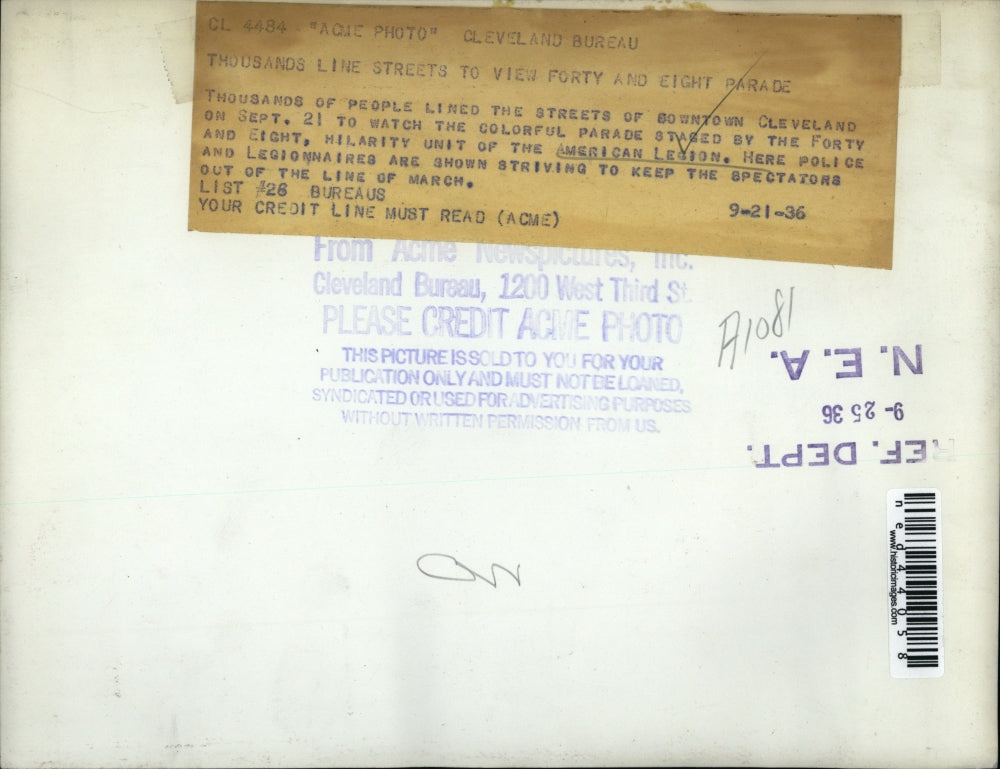 CL 4484 "ACME PHOTO" CLEVELAND BUREAU
THOUSANDS LINE STREETS TO VIEW FORTY AND EIGHT PARADE
THOUSANDS OF PEOPLE LINED THE STREETS OF DOWNTOWN CLEVELAND
ON SEPT. 21 TO WATCH THE COLORFUL PARADE STAGED BY THE FORTY
AND EIGHT, HILARITY UNIT OF THE AMERICAN LEGION. HERE POLICE
AND LEGIONNAIRES ARE SHOWN STRIVING TO KEEP THE SPECTATORS
OUT OF THE LINE OF MARCH.
LIST #26 BUREAUS
YOUR CREDIT LINE MUST READ (ACME) 9-21-36
From Acme Newspictures, Inc.
Cleveland Bureau, 1200 West Third St.
PLEASE CREDIT ACME PHOTO
THIS PICTURE IS SOLD TO YOU FOR YOUR
PUBLICATION ONLY AND MUST NOT BE LOANED,
SYNDICATED OR USED FOR ADVERTISING PURPOSES
WITHOUT WRITTEN PERMISSION FROM US.
A1081
N.E.A.
9-25 36
REF. DEPT.
ned44058
www.historicimages.com